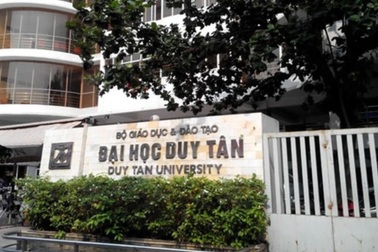 BỘ GIÁO DỤC & ĐÀO TẠO
ĐẠI HỌC DUY TÂN
DUY TAN UNIVERSITY